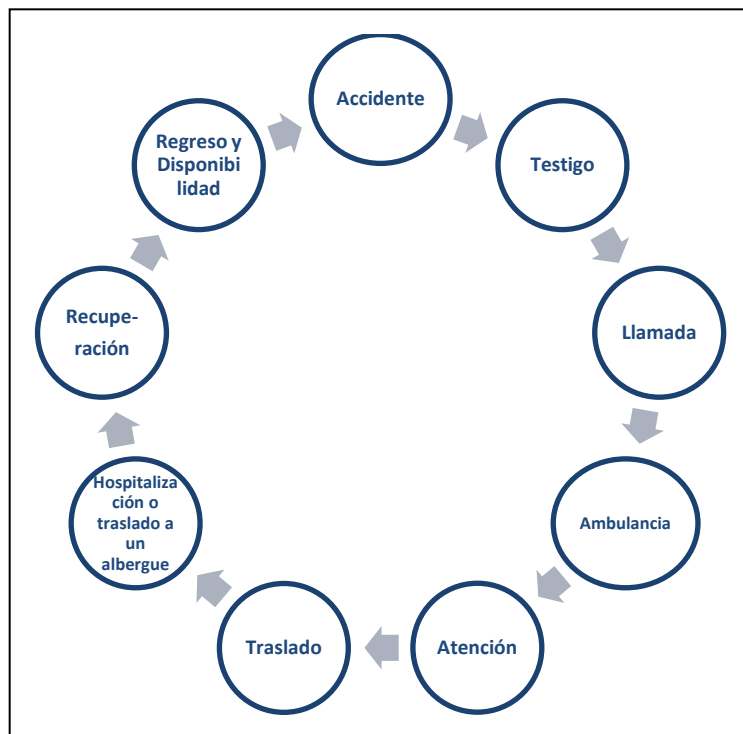 Accidente
Testigo
Llamada
Ambulancia
Atención
Traslado
Hospitaliza
ción o
traslado a
un
albergue
Recupe-
ración
Regreso y
Disponibi
lidad